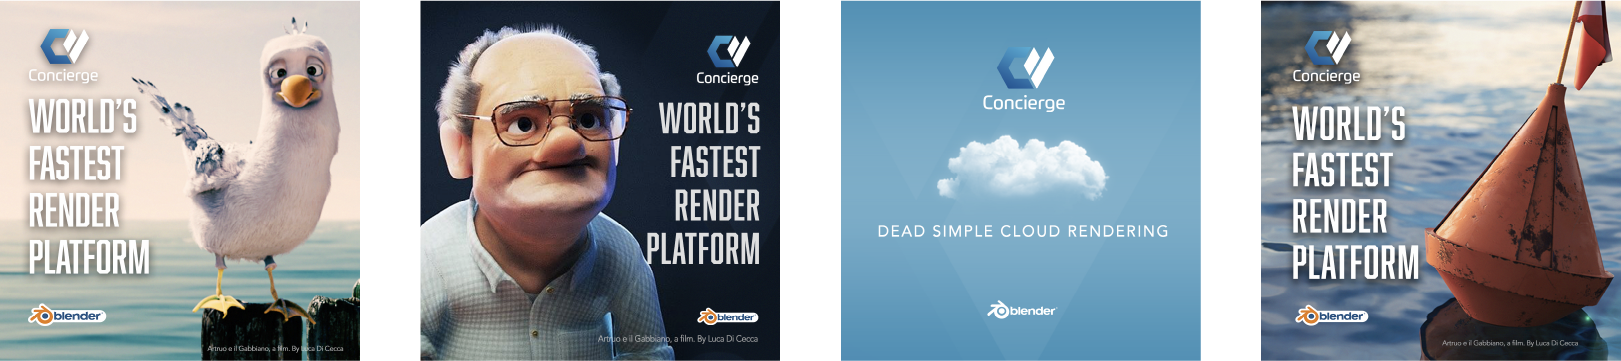 Concierge
WORLD'S
FASTEST
RENDER
PLATFORM
blender
Artruo e il Gabbiano, a film. By Luca Di Cecca
Concierge
WORLD'S
FASTEST
RENDER
PLATFORM
blender
Artruo e il Gabbiano, a film. By Luca Di Cecca
Concierge
DEAD SIMPLE CLOUD RENDERING
blender
Concierge
WORLD'S
FASTEST
RENDER
PLATFORM
blender
Artruo e il Gabbiano, a film. By Luca Di Cecca